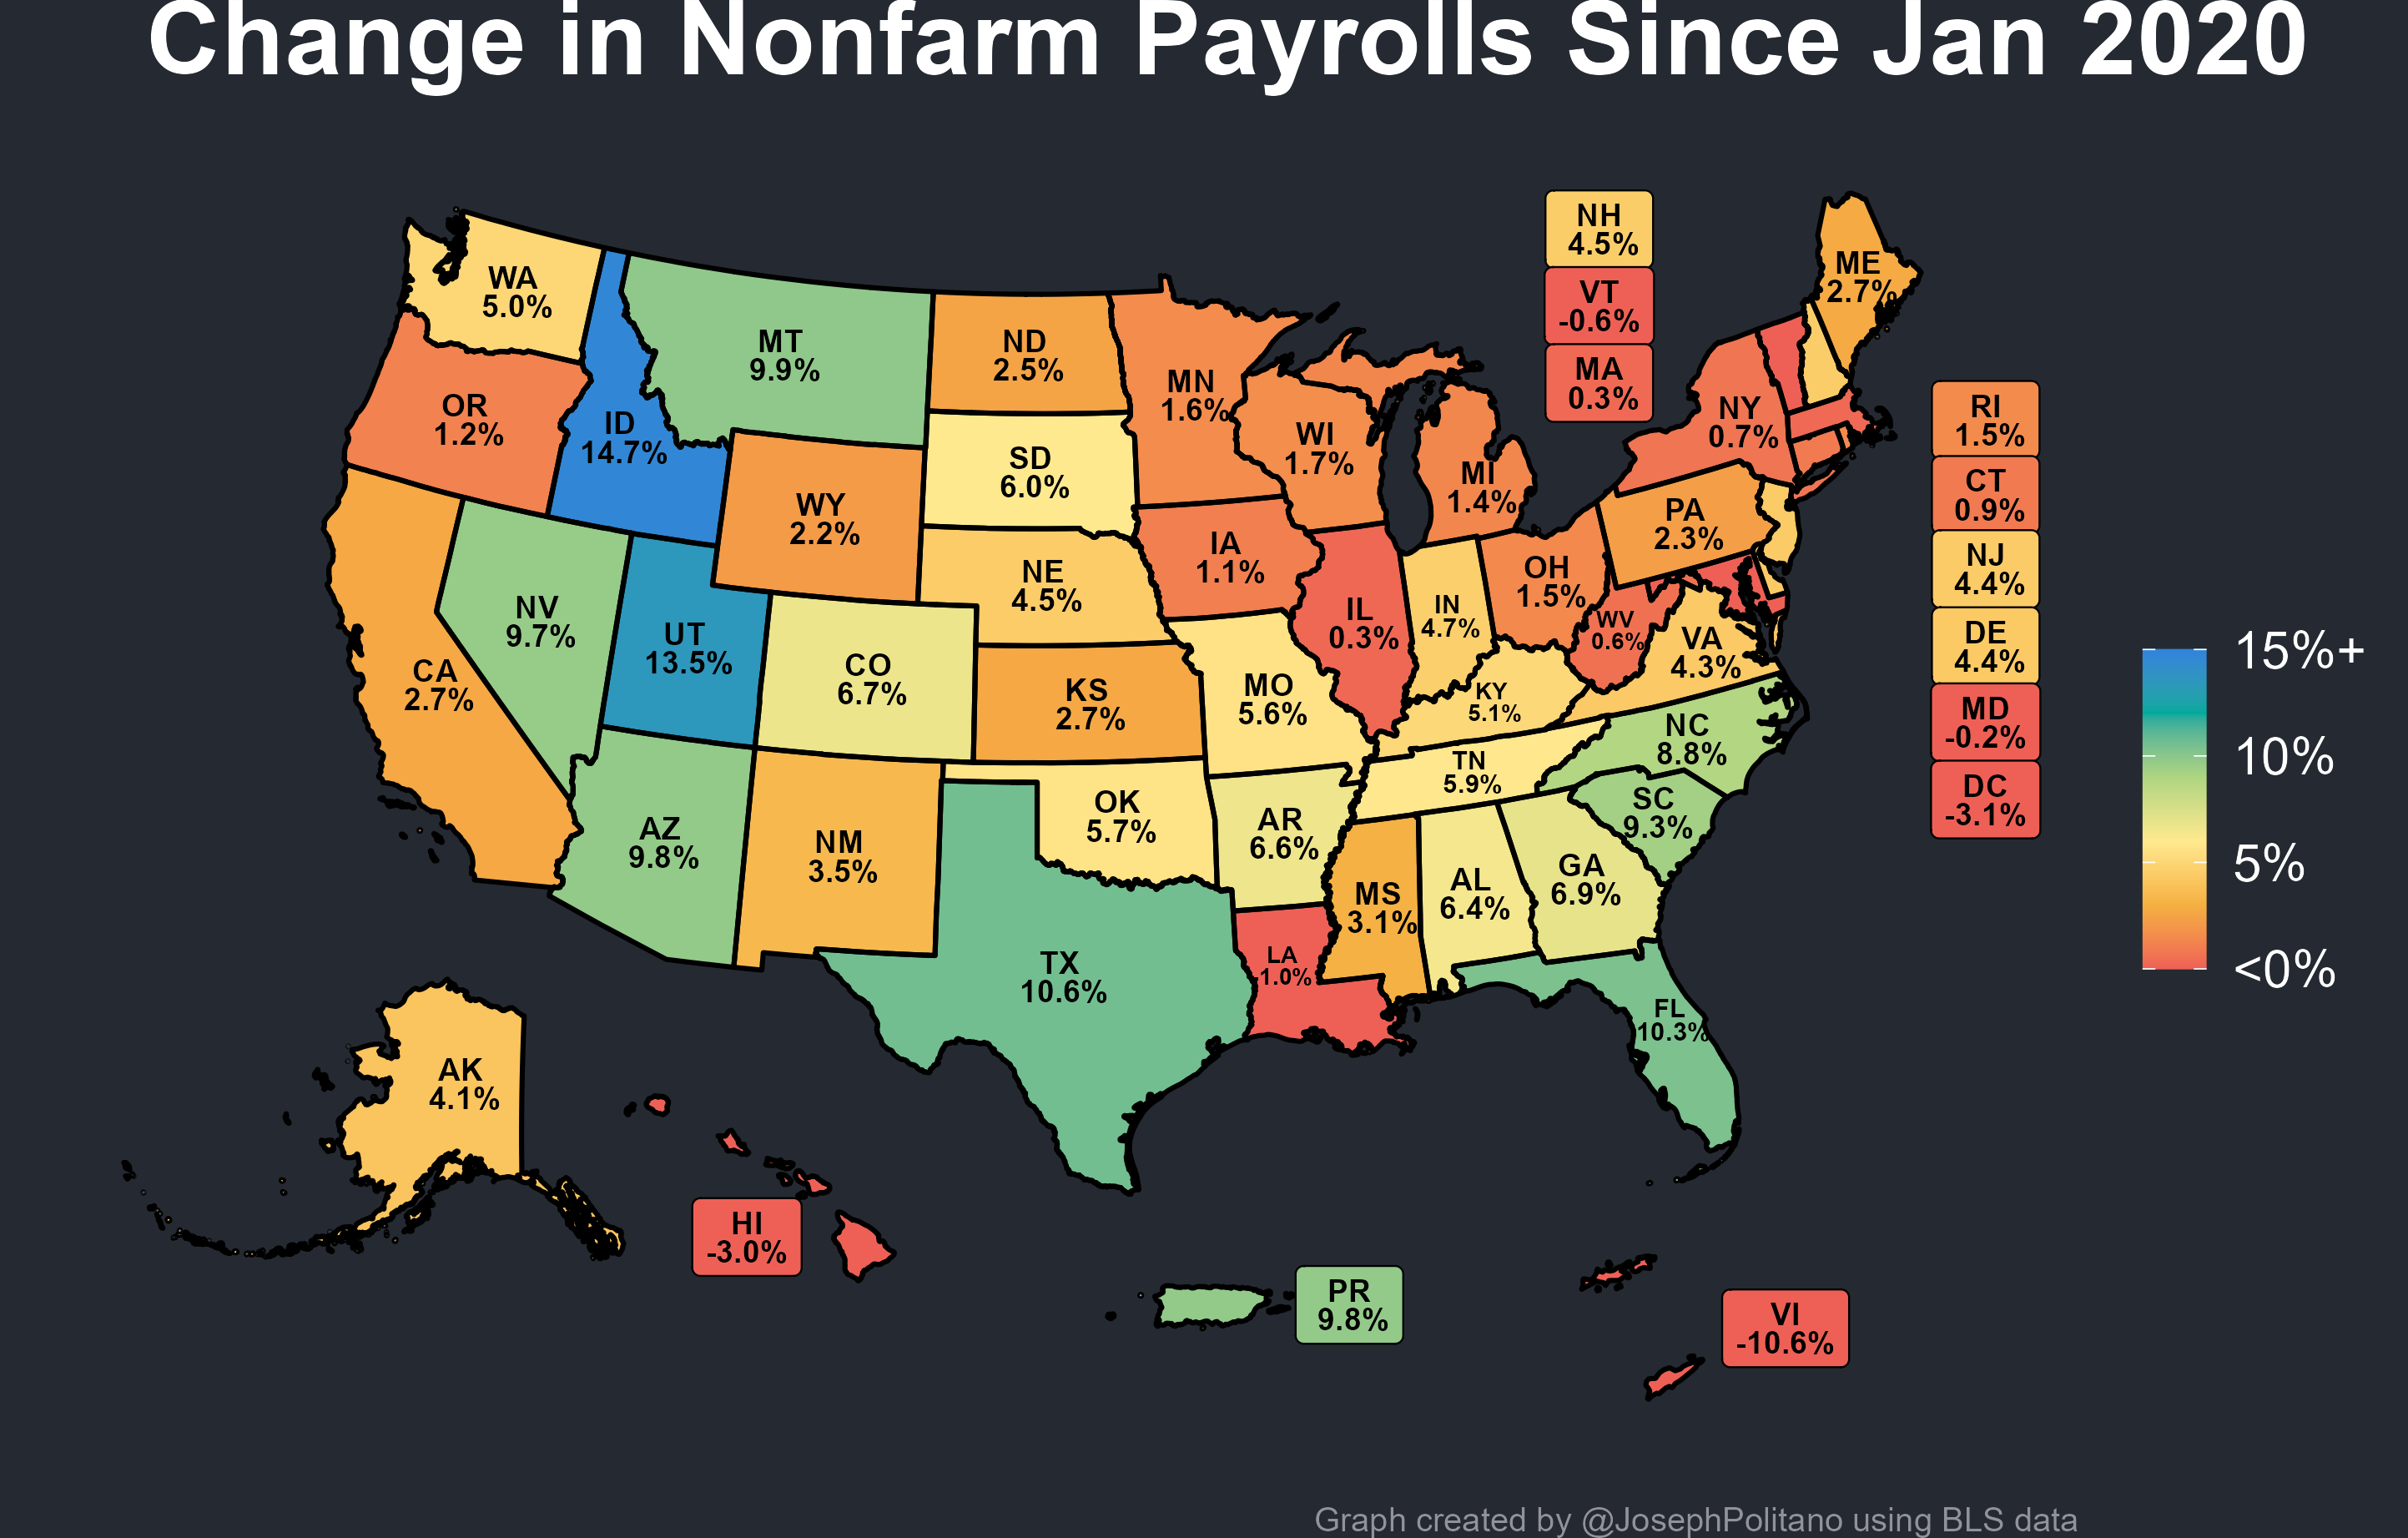 Change in Nonfarm Payrolls Since Jan 2020
NH
4.5%
VT
-0.6%
MA
0.3%
ME
2.7%
WA
5.0%
MT
9.9%
ND
2.5%
MN
1.6%
OR
1.2%
ID
14.7%
SD
6.0%
WI
1.7%
MI
1.4%
NY
0.7%
RI
1.5%
CT
0.9%
NJ
4.4%
DE
4.4%
MD
-0.2%
DC
-3.1%
WY
2.2%
NE
4.5%
IA
1.1%
PA
2.3%
OH
1.5%
IN
4.7%
IL
0.3%
WV
0.6%
VA
4.3%
NV
9.7%
UT
13.5%
CO
6.7%
CA
2.7%
KS
2.7%
MO
5.6%
KY
5.1%
NC
8.8%
TN
5.9%
SC
9.3%
AZ
9.8%
NM
3.5%
OK
5.7%
AR
6.6%
MS
3.1%
AL
6.4%
GA
6.9%
TX
10.6%
LA
-1.0%
FL
10.3%
AK
4.1%
HI
-3.0%
PR
9.8%
VI
-10.6%
15%+
10%
5%
<0%
Graph created by @JosephPolitano using BLS data